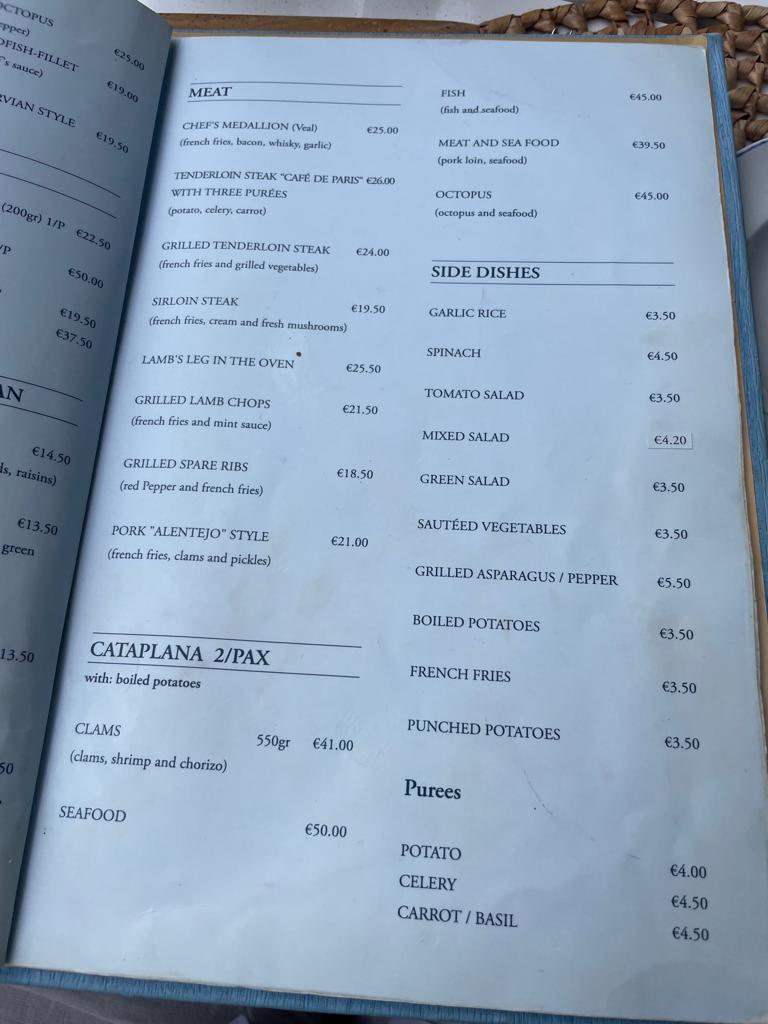 OCTOPUS
€25.00
FISH-FILLET
's sauce)
€19.00
VIAN STYLE
€19.50
(200gr) 1/P €22.50
/P
€50.00
€19.50
€37.50
AN
€14.50
raisins)
€13.50
green
13.50
50
MEAT
CHEF'S MEDALLION (Veal) €25.00
(french fries, bacon, whisky, garlic)
TENDERLOIN STEAK "CAFÉ DE PARIS" €26.00
WITH THREE PURÉES
(potato, celery, carrot)
GRILLED TENDERLOIN STEAK €24.00
(french fries and grilled vegetables)
SIRLOIN STEAK €19.50
(french fries, cream and fresh mushrooms)
LAMB'S LEG IN THE OVEN €25.50
GRILLED LAMB CHOPS €21.50
(french fries and mint sauce)
GRILLED SPARE RIBS €18.50
(red Pepper and french fries)
PORK "ALENTEJO" STYLE €21.00
(french fries, clams and pickles)
CATAPLANA 2/PAX
with: boiled potatoes
CLAMS 550gr €41.00
(clams, shrimp and chorizo)
SEAFOOD €50.00
FISH €45.00
(fish and seafood)
MEAT AND SEA FOOD €39.50
(pork loin, seafood)
OCTOPUS €45.00
(octopus and seafood)
SIDE DISHES
GARLIC RICE €3.50
SPINACH €4.50
TOMATO SALAD €3.50
MIXED SALAD €4.20
GREEN SALAD €3.50
SAUTÉED VEGETABLES €3.50
GRILLED ASPARAGUS / PEPPER €5.50
BOILED POTATOES €3.50
FRENCH FRIES €3.50
PUNCHED POTATOES €3.50
Purees
POTATO €4.00
CELERY €4.50
CARROT / BASIL €4.50